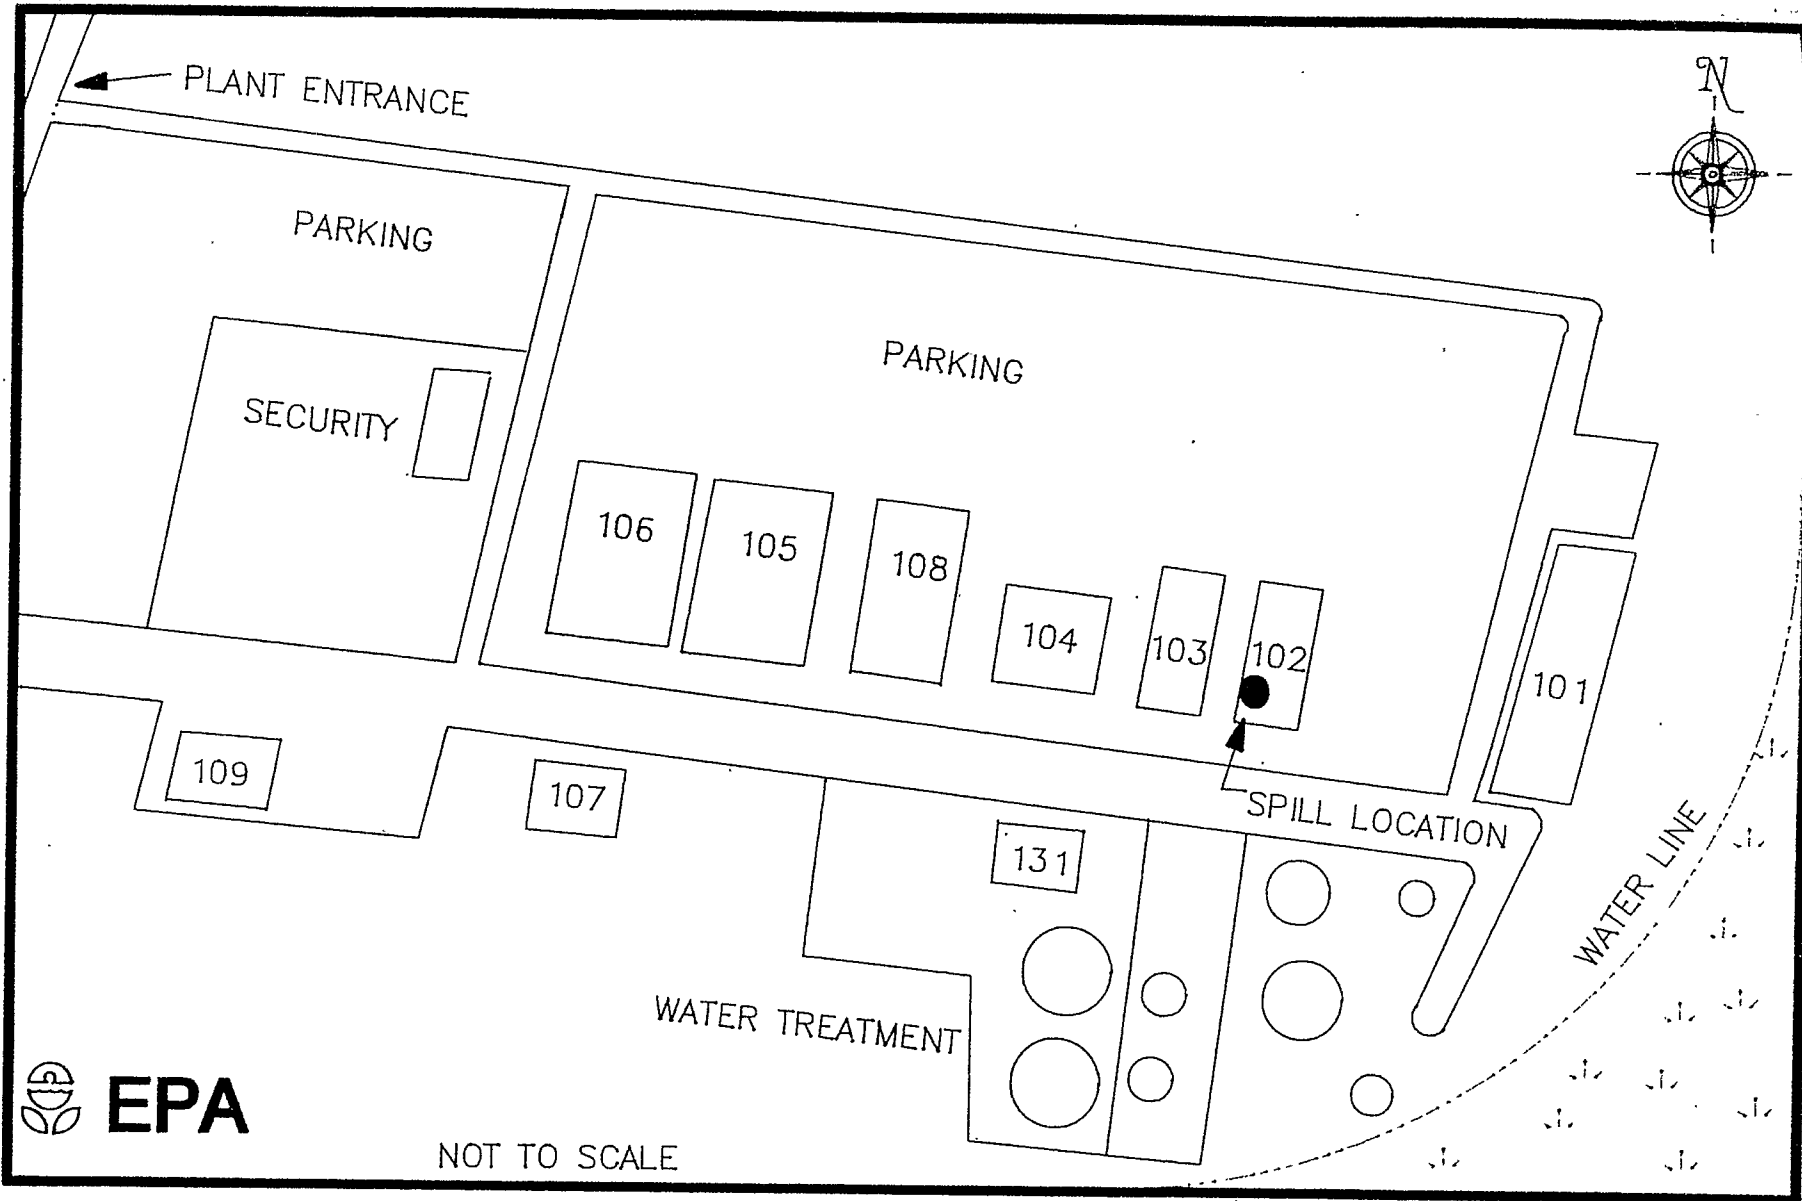 N
PLANT ENTRANCE
PARKING
PARKING
SECURITY
106
105
108
104
103
102
101
109
107
131
SPILL LOCATION
WATER LINE
WATER TREATMENT
EPA
NOT TO SCALE